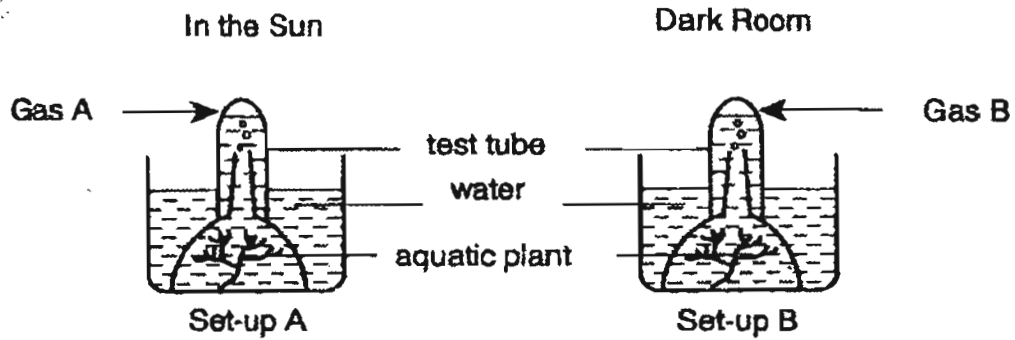 In the Sun
Dark Room
Gas A
Gas B
test tube
water
aquatic plant
Set-up A
Set-up B